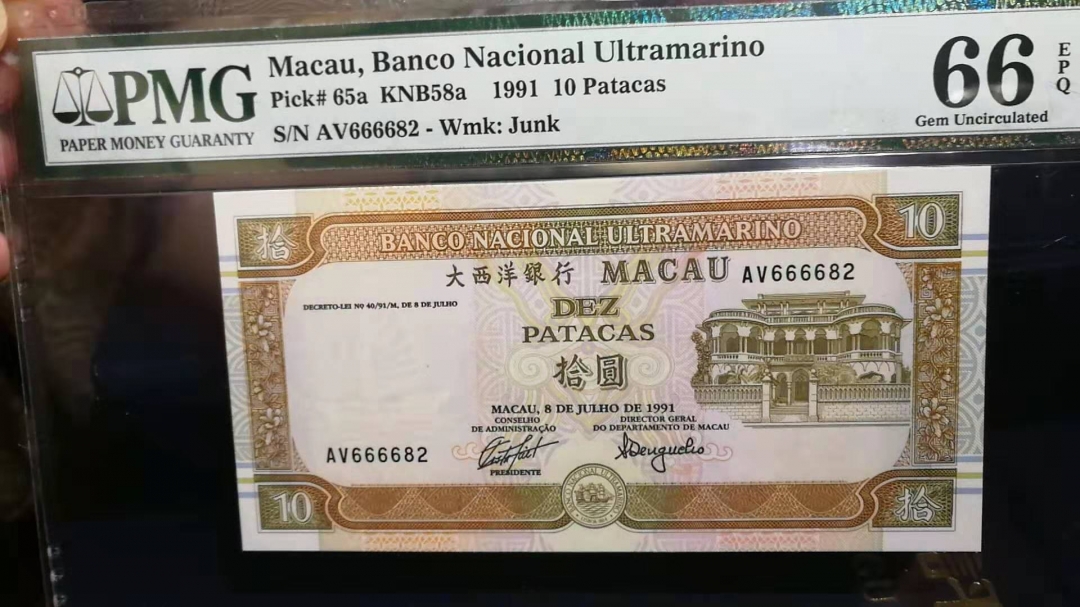 PMG
PAPER MONEY GUARANTY
Macau, Banco Nacional Ultramarino
Pick# 65a KNB58a 1991 10 Patacas
S/N AV666682 - Wmk: Junk
66
EPQ
Gem Uncirculated
拾
BANCO NACIONAL ULTRAMARINO
10
大西洋銀行 MACAU AV666682
DECRETO-LEI Nº 40/91/M, DE 8 DE JULHO
DEZ
PATACAS
拾圓
MACAU, 8 DE JULHO DE 1991
CONSELHO
DE ADMINISTRAÇÃO
DIRECTOR GERAL
DO DEPARTAMENTO DE MACAU
AV666682
PRESIDENTE
10
拾